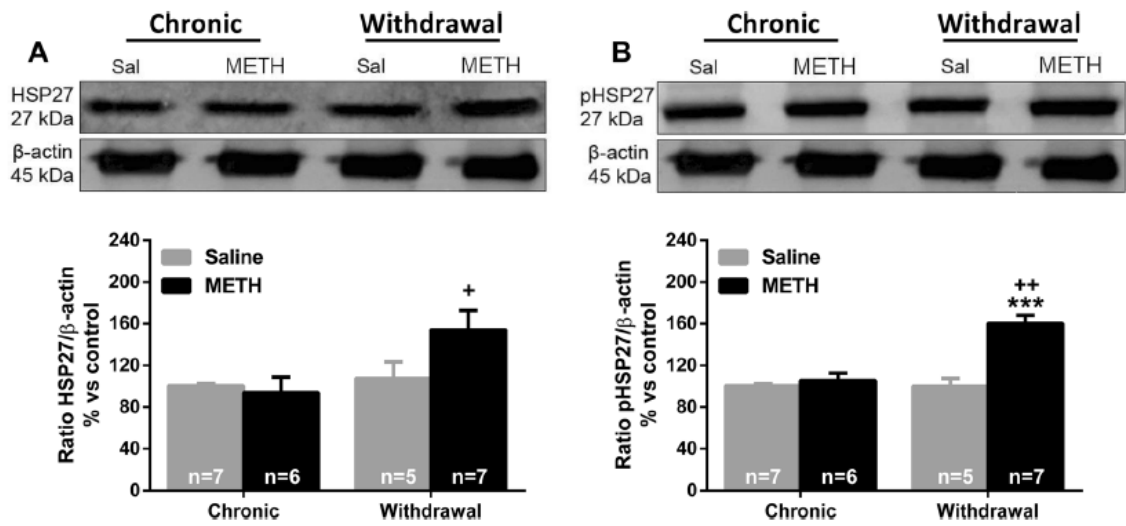 Chronic
Withdrawal
A
Sal
METH
Sal
METH
HSP27
27 kDa
β-actin
45 kDa
Ratio HSP27/β-actin
% vs control
240
200
160
120
80
40
0
Saline
METH
+
n=7
n=6
n=5
n=7
Chronic
Withdrawal
Chronic
Withdrawal
B
Sal
METH
Sal
METH
pHSP27
27 kDa
β-actin
45 kDa
Ratio pHSP27/β-actin
% vs control
240
200
160
120
80
40
0
Saline
METH
++
***
n=7
n=6
n=5
n=7
Chronic
Withdrawal